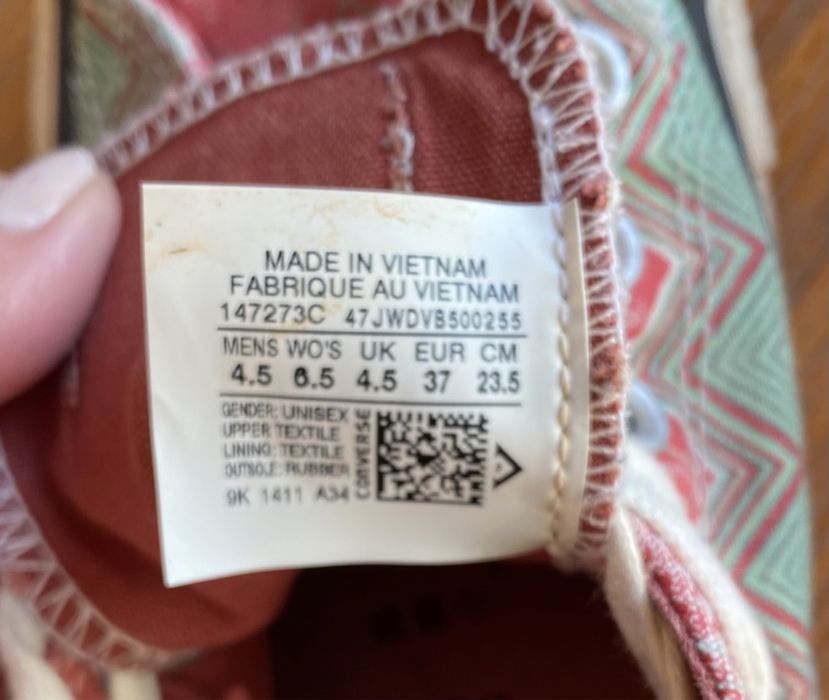 MADE IN VIETNAM
FABRIQUE AU VIETNAM
147273C 47JWDVB500255
MENS WO'S UK EUR CM
4.5 6.5 4.5 37 23.5
GENDER: UNISEX
UPPER TEXTILE
LINING: TEXTILE
OUTSOLE: RUBBER
9K 1411 A34
CONVERSE